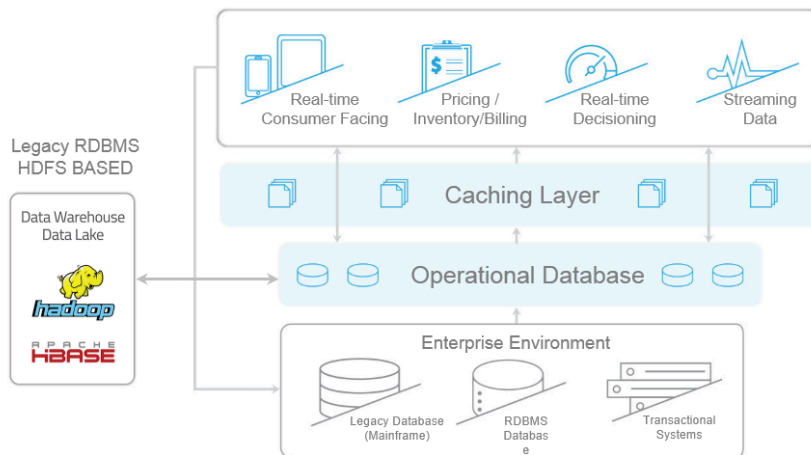 Real-time
Consumer Facing
Pricing /
Inventory/Billing
Real-time
Decisioning
Streaming
Data
Legacy RDBMS
HDFS BASED
Data Warehouse
Data Lake
hadoop
APACHE
HBASE
Caching Layer
Operational Database
Enterprise Environment
Legacy Database
(Mainframe)
RDBMS
Databas
e
Transactional
Systems